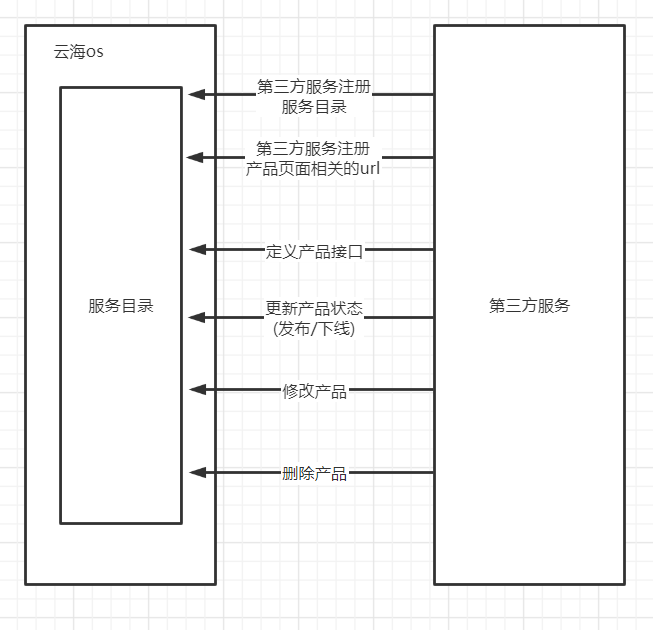 云海os
第三方服务注册
服务目录
第三方服务注册
产品页面相关的url
定义产品接口
服务目录
更新产品状态
(发布/下线)
第三方服务
修改产品
删除产品